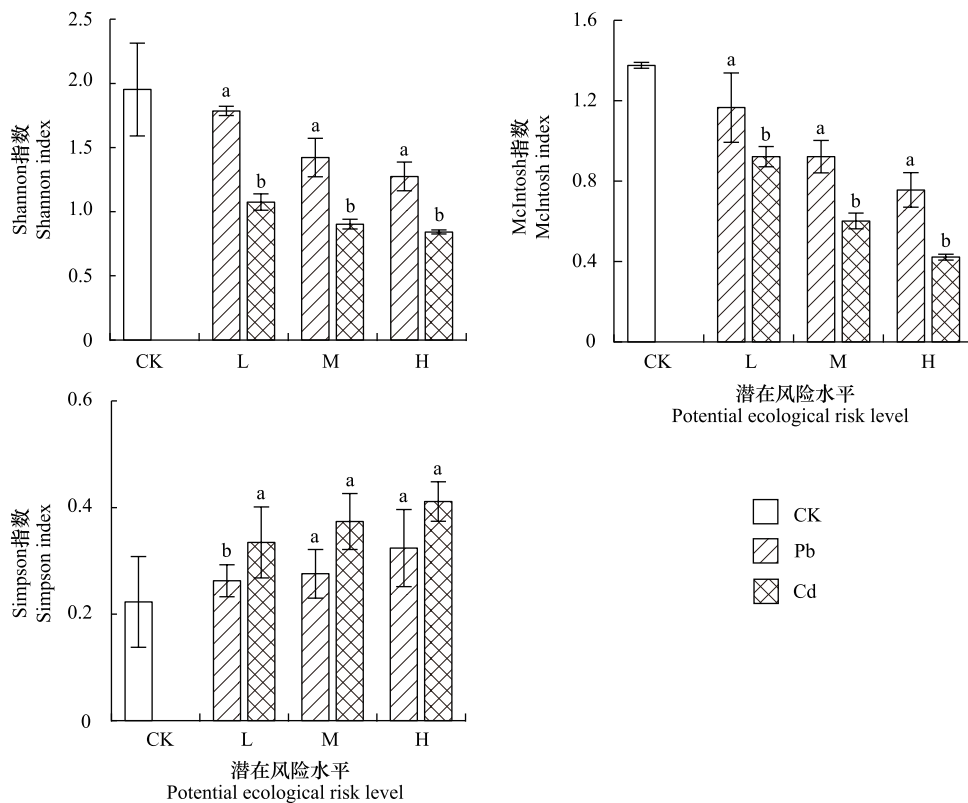 2.5
2.0
1.5
1.0
0.5
0
Shannon指数
Shannon index
a
b
a
b
a
b
CK
L
M
H
1.6
1.2
0.8
0.4
0
McIntosh指数
McIntosh index
a
b
a
b
a
b
CK
L
M
H
潜在风险水平
Potential ecological risk level
0.6
0.4
0.2
0
Simpson指数
Simpson index
b
a
a
a
a
a
CK
L
M
H
潜在风险水平
Potential ecological risk level
CK
Pb
Cd